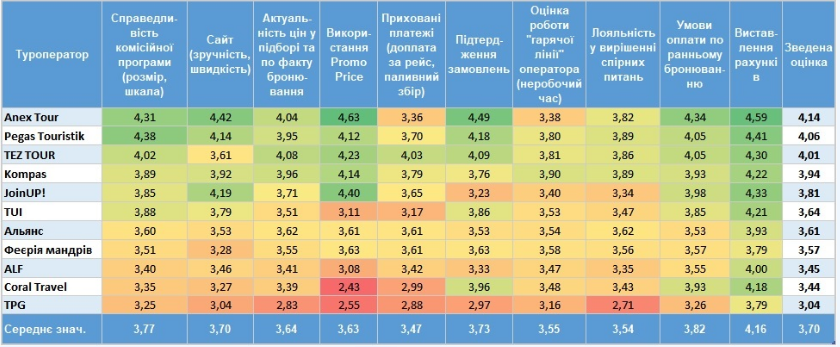 Туроператор | Справедли-вість комісійної програми (розмір, шкала) | Сайт (зручність, швидкість) | Актуаль-ність цін у підборі та по факту броню-вання | Викори-стання Promo Price | Приховані платежі (доплата за рейс, паливний збір) | Підтерд-ження замовлень | Оцінка роботи "гарячої лінії" оператора (неробочий час) | Лояльність у вирішенні спірних питань | Умови оплати по ранньому бронюван-ню | Вистав-лення рахункі в | Зведена оцінка
Anex Tour 4,31 4,42 4,04 4,63 3,36 4,49 3,38 3,82 4,34 4,59 4,14
Pegas Touristik 4,38 4,14 3,95 4,12 3,70 4,18 3,80 3,89 4,05 4,41 4,06
TEZ TOUR 4,02 3,61 4,08 4,23 4,03 4,09 3,81 3,86 4,05 4,30 4,01
Kompas 3,89 3,92 3,96 4,14 3,79 3,76 3,90 3,89 3,93 4,22 3,94
JoinUP! 3,85 4,19 3,71 4,40 3,65 3,23 3,40 3,34 3,98 4,33 3,81
TUI 3,88 3,79 3,51 3,11 3,17 3,86 3,53 3,47 3,85 4,21 3,64
Альянс 3,60 3,53 3,62 3,61 3,53 3,53 3,54 3,62 3,53 3,93 3,61
Феєрія мандрів 3,51 3,28 3,55 3,63 3,61 3,63 3,58 3,56 3,57 3,79 3,57
ALF 3,40 3,46 3,41 3,08 3,42 3,33 3,47 3,35 3,55 4,00 3,45
Coral Travel 3,35 3,27 3,39 2,43 2,99 3,96 3,48 3,43 3,93 4,18 3,44
TPG 3,25 3,04 2,83 2,55 2,88 2,97 3,16 2,71 3,26 3,79 3,04
Середнє знач. 3,77 3,70 3,64 3,63 3,47 3,73 3,55 3,54 3,82 4,16 3,70